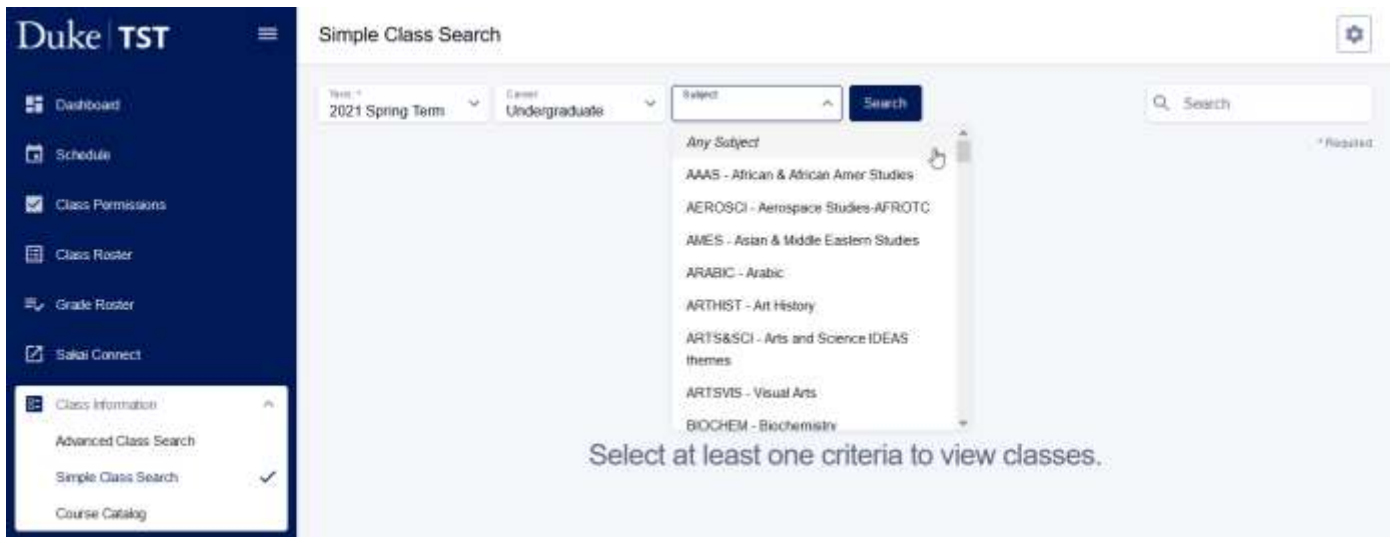 Duke TST
Simple Class Search
Dashboard
Schedule
Class Permissions
Class Roster
Grade Roster
Sakai Connect
Class Information
Advanced Class Search
Simple Class Search
Course Catalog
Term *
2021 Spring Term
Career
Undergraduate
Subject
Search
Search
* Required
Any Subject
AAAS - African & African Amer Studies
AEROSCI - Aerospace Studies-AFROTC
AMES - Asian & Middle Eastern Studies
ARABIC - Arabic
ARTHIST - Art History
ARTS&SCI - Arts and Science IDEAS
themes
ARTSVIS - Visual Arts
BIOCHEM - Biochemistry
Select at least one criteria to view classes.